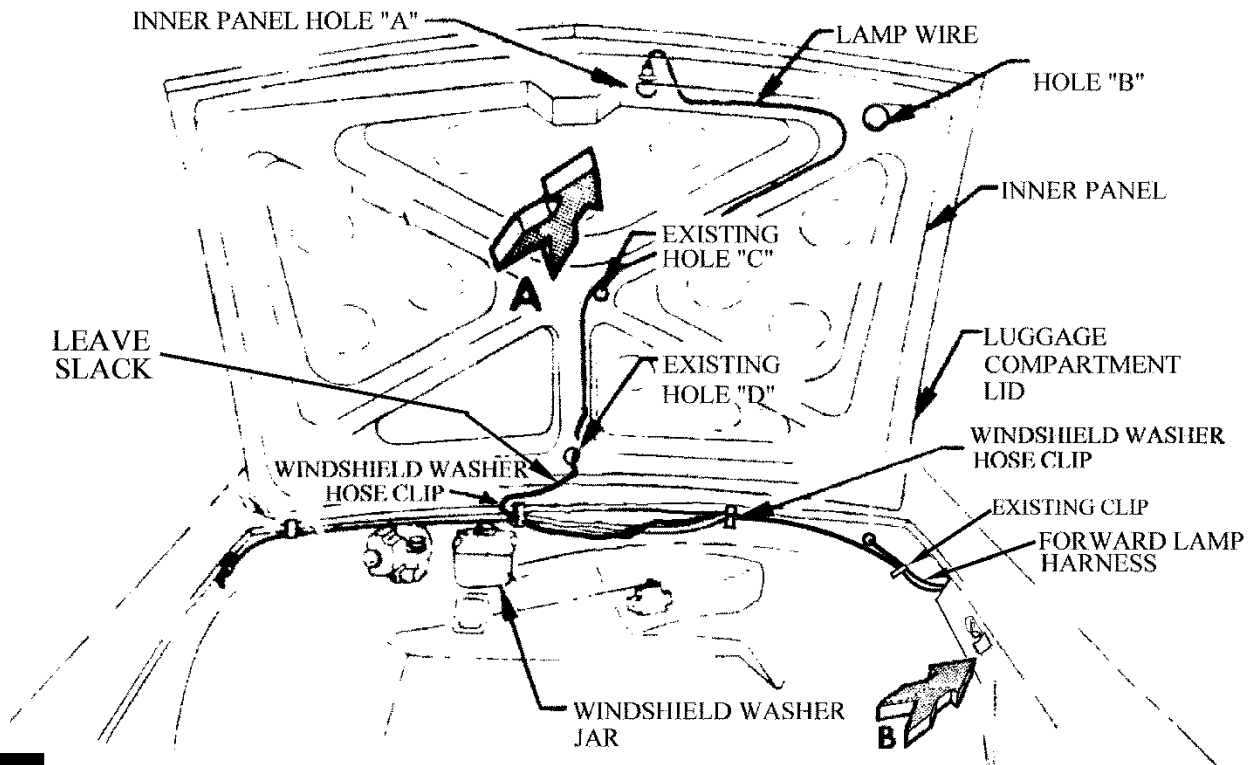 INNER PANEL HOLE "A"
LAMP WIRE
HOLE "B"
INNER PANEL
EXISTING
HOLE "C"
A
LEAVE
SLACK
LUGGAGE
COMPARTMENT
LID
EXISTING
HOLE "D"
WINDSHIELD WASHER
HOSE CLIP
WINDSHIELD WASHER
HOSE CLIP
EXISTING CLIP
FORWARD LAMP
HARNESS
WINDSHIELD WASHER
JAR
B